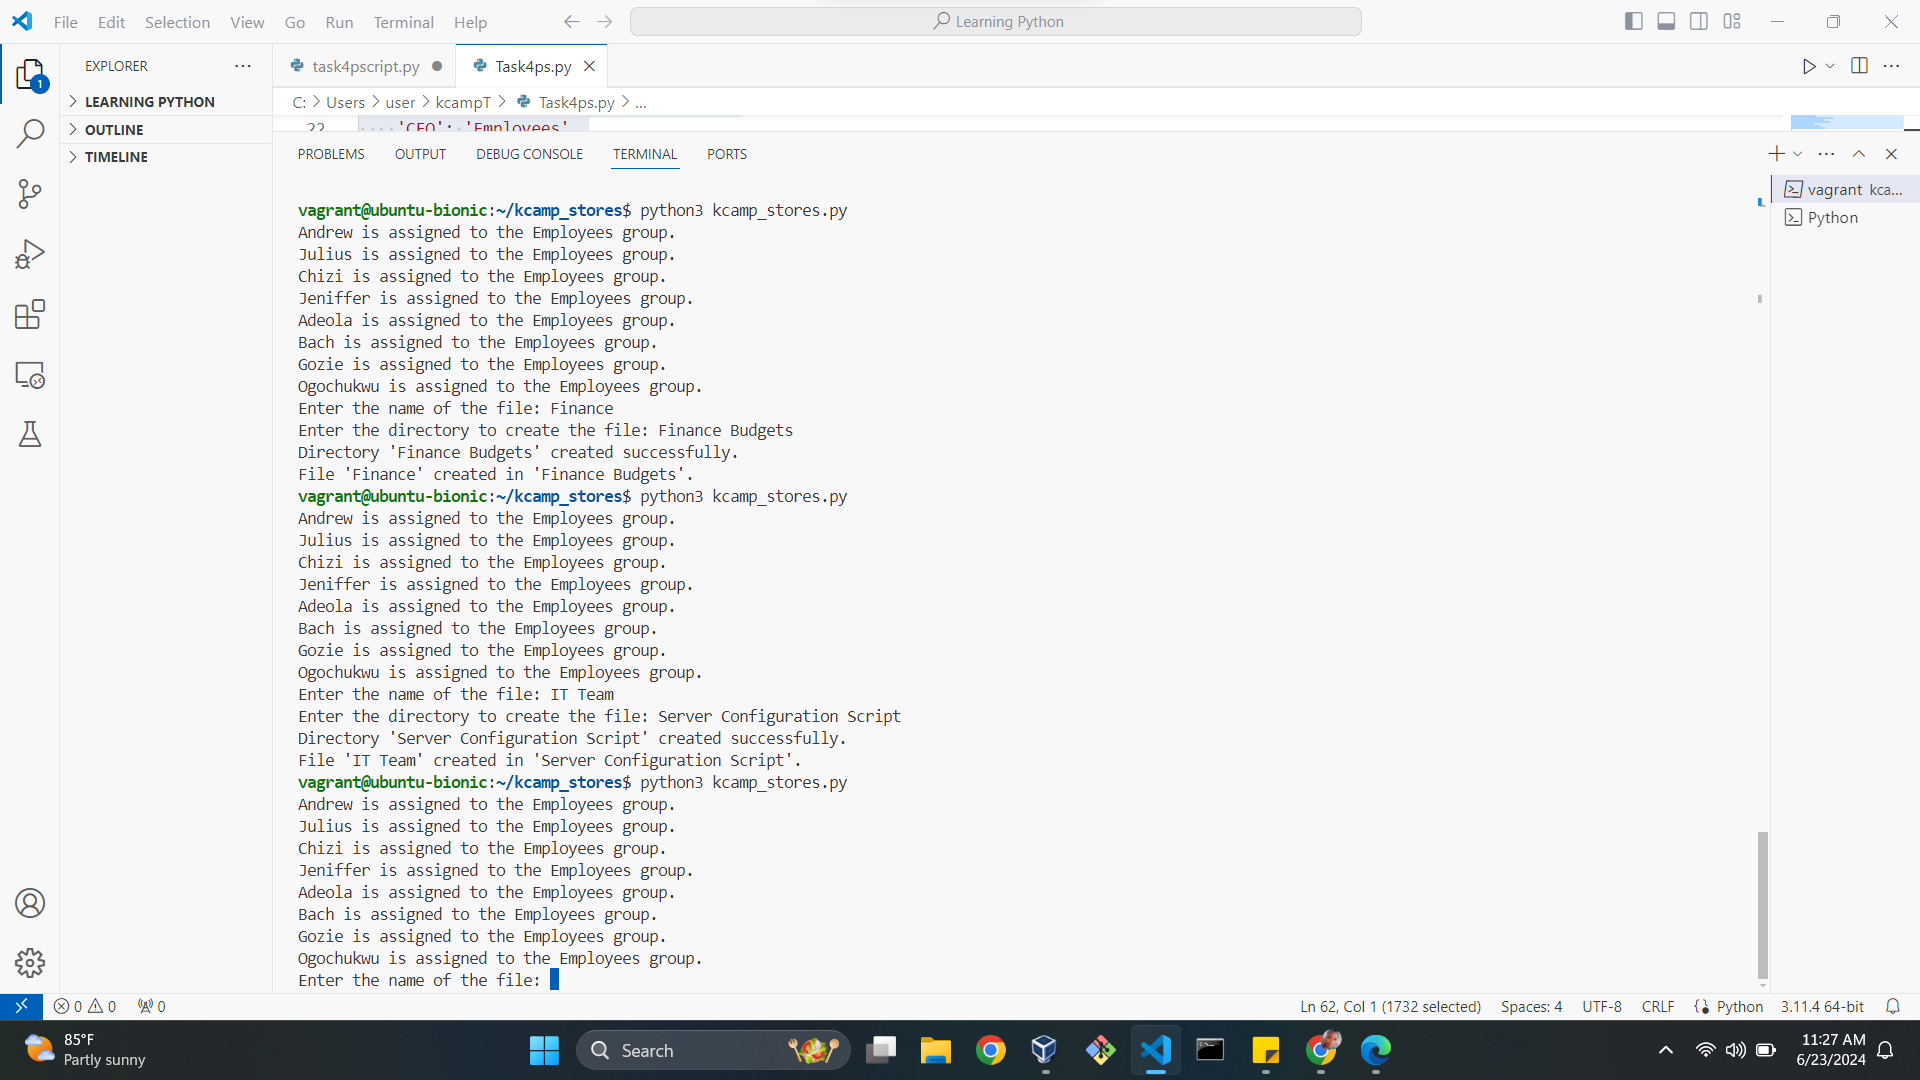 File Edit Selection View Go Run Terminal Help
Learning Python
EXPLORER
task4pscript.py
Task4ps.py
1
LEARNING PYTHON
OUTLINE
TIMELINE
C: > Users > user > kcampT > Task4ps.py > ...
22 'CEO': 'Employees'
PROBLEMS OUTPUT DEBUG CONSOLE TERMINAL PORTS
vagrant kca...
Python
vagrant@ubuntu-bionic:~/kcamp_stores$ python3 kcamp_stores.py
Andrew is assigned to the Employees group.
Julius is assigned to the Employees group.
Chizi is assigned to the Employees group.
Jeniffer is assigned to the Employees group.
Adeola is assigned to the Employees group.
Bach is assigned to the Employees group.
Gozie is assigned to the Employees group.
Ogochukwu is assigned to the Employees group.
Enter the name of the file: Finance
Enter the directory to create the file: Finance Budgets
Directory 'Finance Budgets' created successfully.
File 'Finance' created in 'Finance Budgets'.
vagrant@ubuntu-bionic:~/kcamp_stores$ python3 kcamp_stores.py
Andrew is assigned to the Employees group.
Julius is assigned to the Employees group.
Chizi is assigned to the Employees group.
Jeniffer is assigned to the Employees group.
Adeola is assigned to the Employees group.
Bach is assigned to the Employees group.
Gozie is assigned to the Employees group.
Ogochukwu is assigned to the Employees group.
Enter the name of the file: IT Team
Enter the directory to create the file: Server Configuration Script
Directory 'Server Configuration Script' created successfully.
File 'IT Team' created in 'Server Configuration Script'.
vagrant@ubuntu-bionic:~/kcamp_stores$ python3 kcamp_stores.py
Andrew is assigned to the Employees group.
Julius is assigned to the Employees group.
Chizi is assigned to the Employees group.
Jeniffer is assigned to the Employees group.
Adeola is assigned to the Employees group.
Bach is assigned to the Employees group.
Gozie is assigned to the Employees group.
Ogochukwu is assigned to the Employees group.
Enter the name of the file:
0 0 0
Ln 62, Col 1 (1732 selected) Spaces: 4 UTF-8 CRLF Python 3.11.4 64-bit
85°F
Partly sunny
Search
11:27 AM
6/23/2024